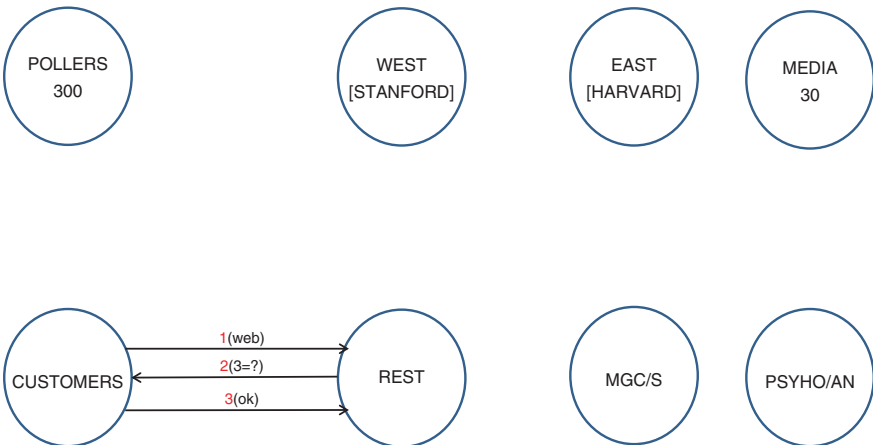 POLLERS
300
WEST
[STANFORD]
EAST
[HARVARD]
MEDIA
30
CUSTOMERS
1(web)
2(3=?)
3(ok)
REST
MGC/S
PSYHO/AN